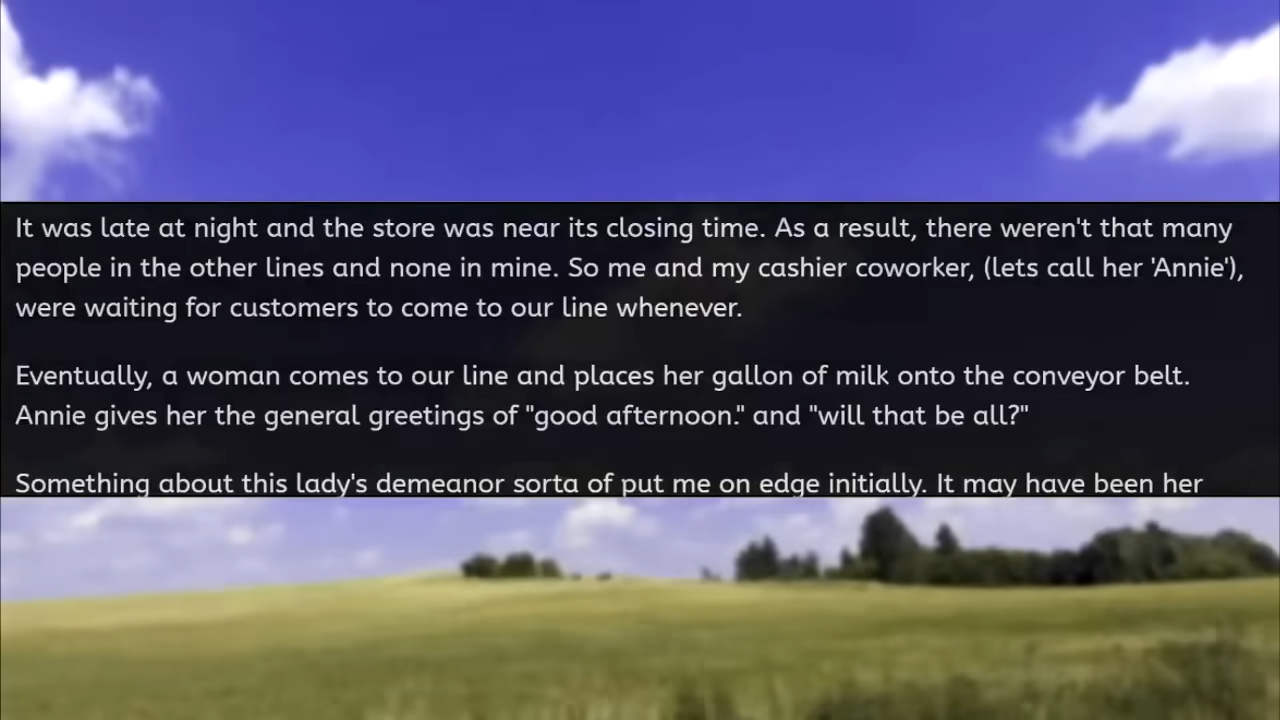 It was late at night and the store was near its closing time. As a result, there weren't that many
people in the other lines and none in mine. So me and my cashier coworker, (lets call her 'Annie'),
were waiting for customers to come to our line whenever.
Eventually, a woman comes to our line and places her gallon of milk onto the conveyor belt.
Annie gives her the general greetings of "good afternoon." and "will that be all?"
Something about this lady's demeanor sorta of put me on edge initially. It may have been her